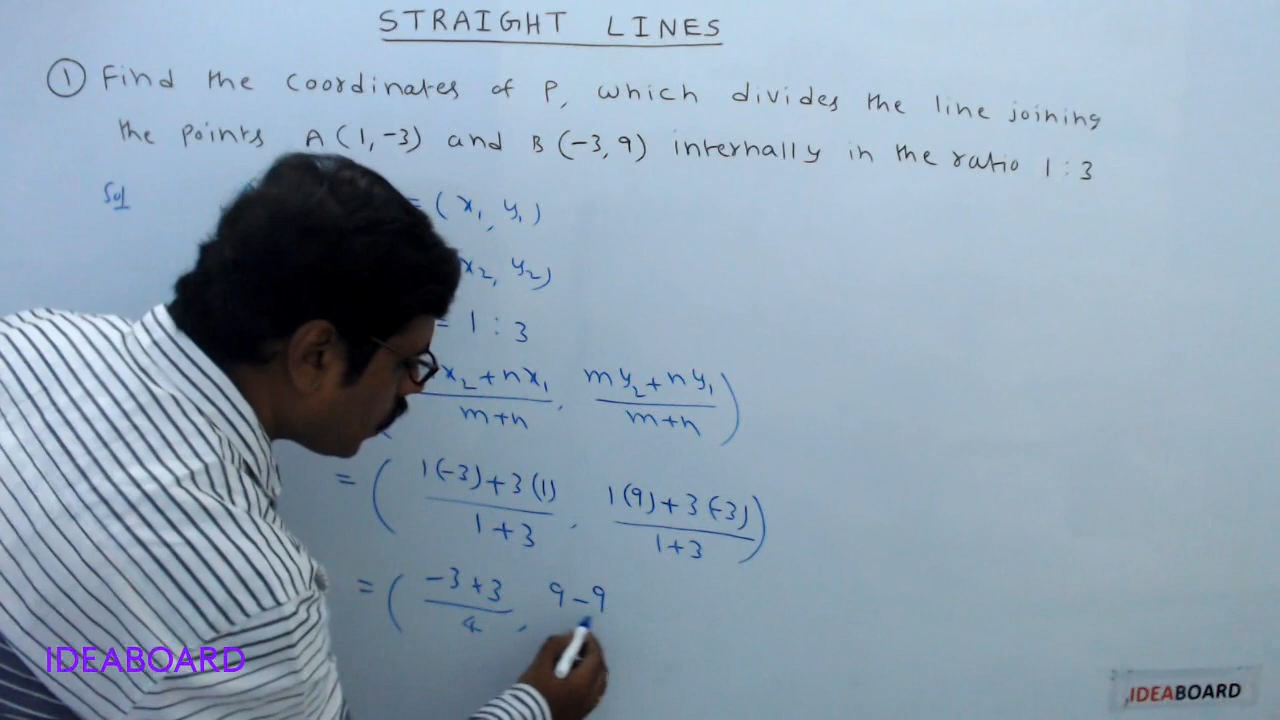 STRAIGHT LINES
① Find the coordinates of P, which divides the line joining
the points A(1,-3) and B(-3,9) internally in the ratio 1:3
Sol
= (x₁, y₁)
x₂, y₂)
= 1 : 3
x₂+nx₁/m+n, my₂+ny₁/m+n)
= (1(-3)+3(1)/1+3, 1(9)+3(-3)/1+3)
= (-3+3/4, 9-9
IDEABOARD
IDEABOARD